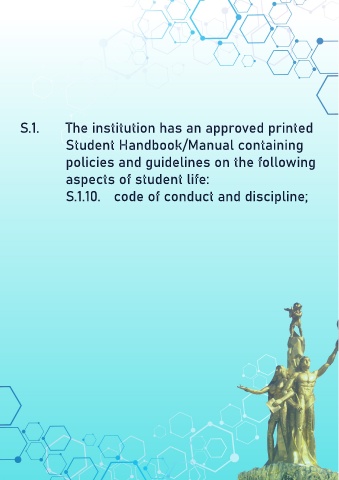 S.1. The institution has an approved printed
Student Handbook/Manual containing
policies and guidelines on the following
aspects of student life:
S.1.10. code of conduct and discipline;